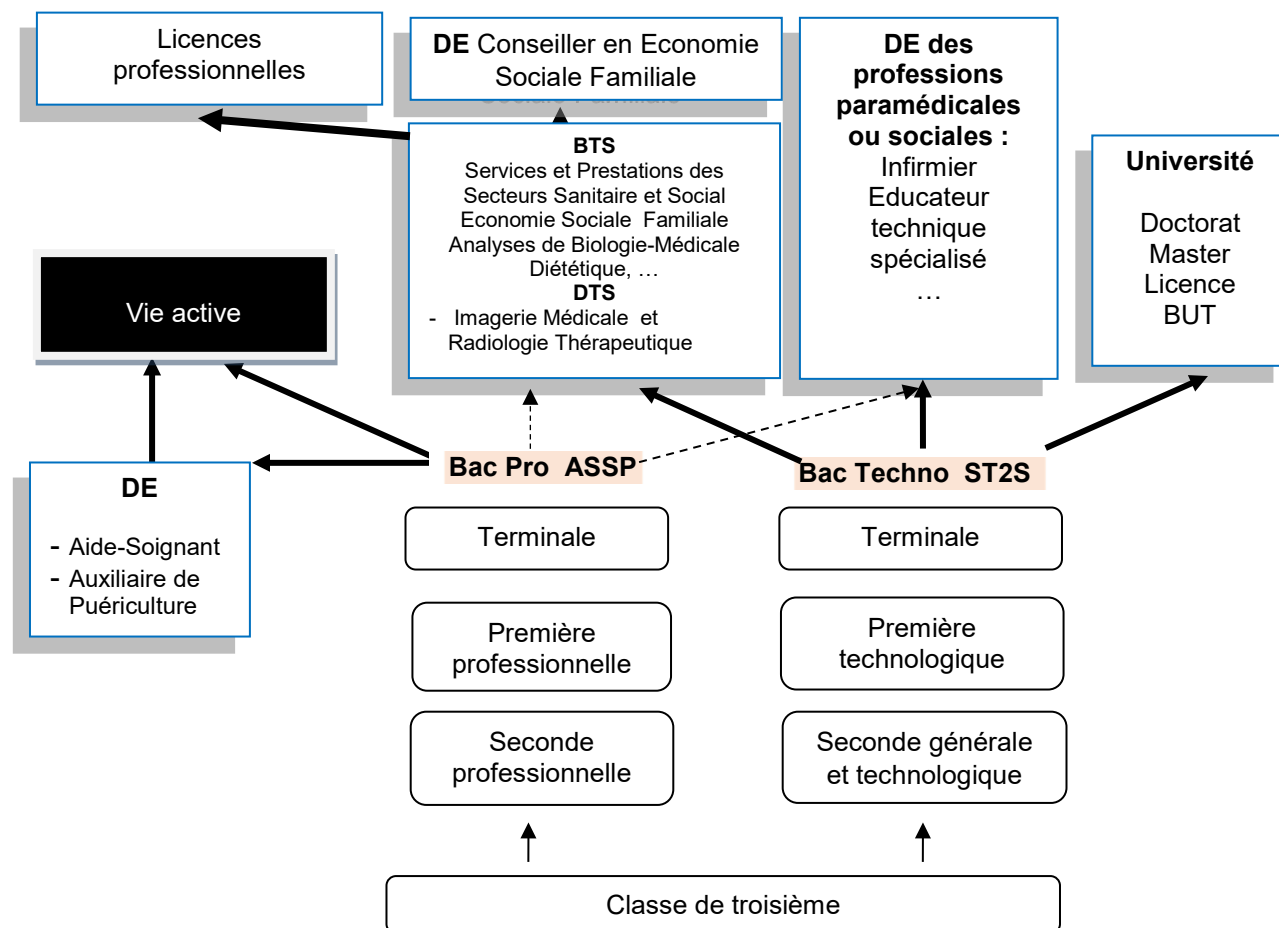 Licences
professionnelles
DE Conseiller en Economie
Sociale Familiale
DE des
professions
paramédicales
ou sociales :
Infirmier
Educateur
technique
spécialisé
…
Université
Doctorat
Master
Licence
BUT
BTS
Services et Prestations des
Secteurs Sanitaire et Social
Economie Sociale Familiale
Analyses de Biologie-Médicale
Diététique, …
DTS
- Imagerie Médicale et
Radiologie Thérapeutique
Vie active
Bac Pro ASSP
Bac Techno ST2S
DE
- Aide-Soignant
- Auxiliaire de
Puériculture
Terminale
Terminale
Première
professionnelle
Première
technologique
Seconde
professionnelle
Seconde générale
et technologique
Classe de troisième